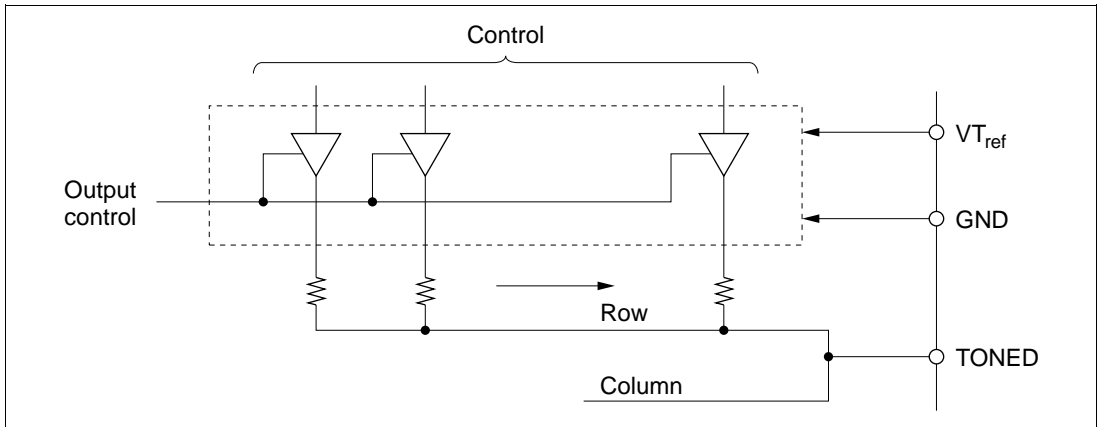 Control
VTref
Output
control
GND
Row
TONED
Column